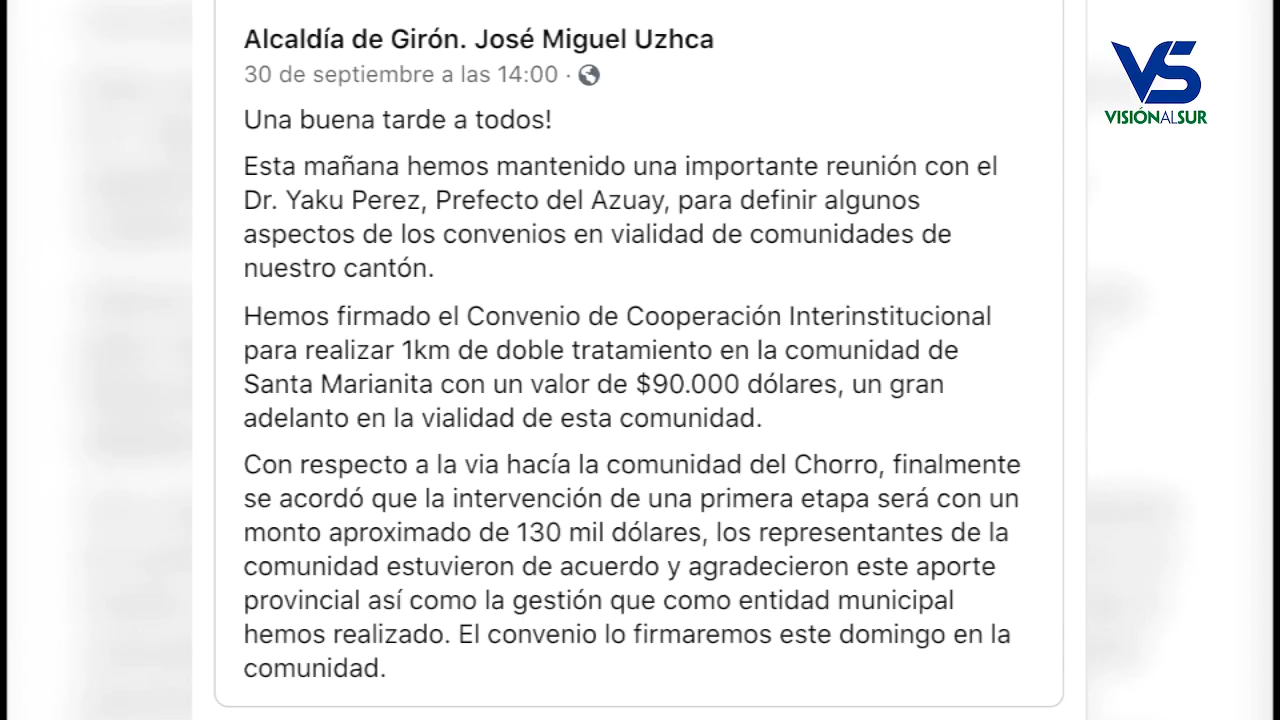 Alcaldía de Girón. José Miguel Uzhca
30 de septiembre a las 14:00 ·
Una buena tarde a todos!
Esta mañana hemos mantenido una importante reunión con el
Dr. Yaku Perez, Prefecto del Azuay, para definir algunos
aspectos de los convenios en vialidad de comunidades de
nuestro cantón.
Hemos firmado el Convenio de Cooperación Interinstitucional
para realizar 1km de doble tratamiento en la comunidad de
Santa Marianita con un valor de $90.000 dólares, un gran
adelanto en la vialidad de esta comunidad.
Con respecto a la via hacía la comunidad del Chorro, finalmente
se acordó que la intervención de una primera etapa será con un
monto aproximado de 130 mil dólares, los representantes de la
comunidad estuvieron de acuerdo y agradecieron este aporte
provincial así como la gestión que como entidad municipal
hemos realizado. El convenio lo firmaremos este domingo en la
comunidad.
VS
VISIÓNALSUR